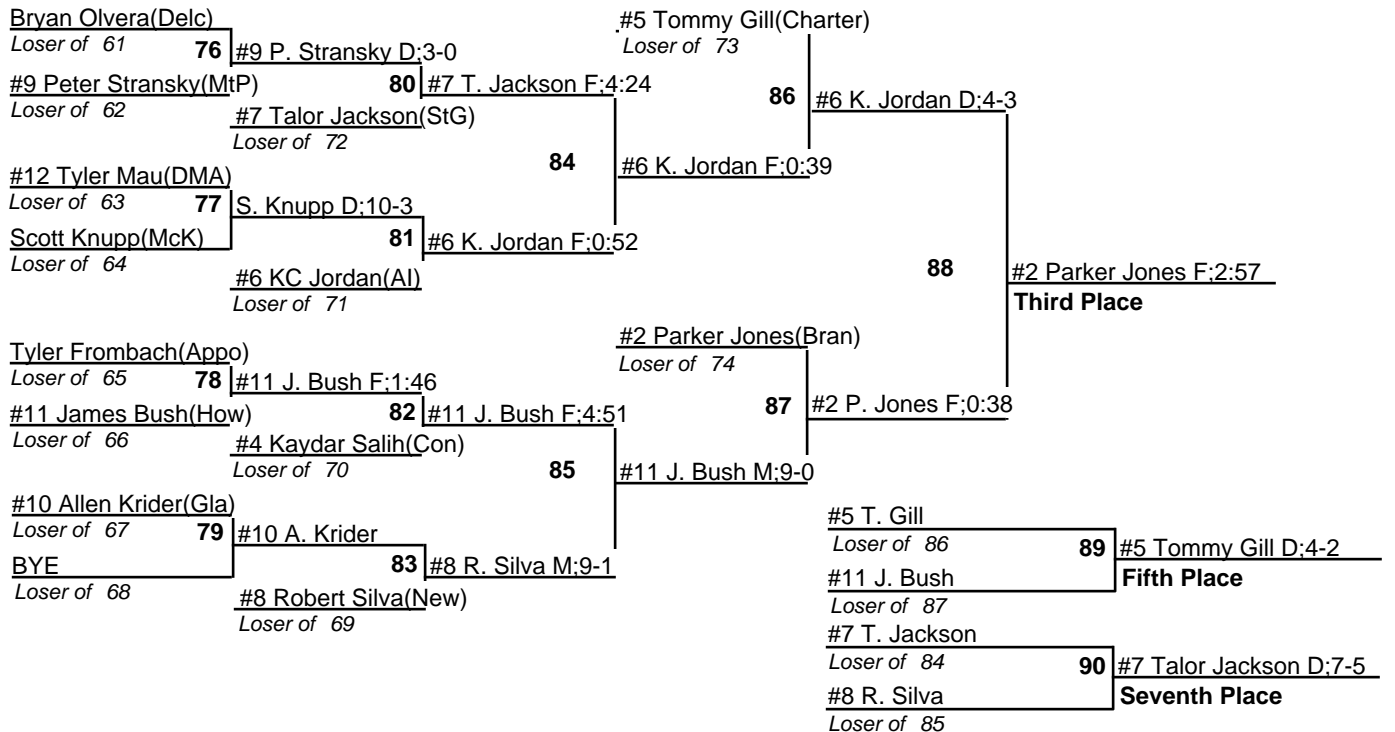 Bryan Olvera(Delc)
Loser of 61
76
#9 P. Stransky D;3-0
#9 Peter Stransky(MtP)
Loser of 62
80
#7 T. Jackson F;4:24
#7 Talor Jackson(StG)
Loser of 72
#12 Tyler Mau(DMA)
Loser of 63
77
S. Knupp D;10-3
Scott Knupp(McK)
Loser of 64
81
#6 K. Jordan F;0:52
#6 KC Jordan(AI)
Loser of 71
84
#6 K. Jordan F;0:39
#5 Tommy Gill(Charter)
Loser of 73
86
#6 K. Jordan D;4-3
Tyler Frombach(Appo)
Loser of 65
78
#11 J. Bush F;1:46
#11 James Bush(How)
Loser of 66
82
#11 J. Bush F;4:51
#4 Kaydar Salih(Con)
Loser of 70
#10 Allen Krider(Gla)
Loser of 67
79
#10 A. Krider
BYE
Loser of 68
83
#8 R. Silva M;9-1
#8 Robert Silva(New)
Loser of 69
85
#11 J. Bush M;9-0
#2 Parker Jones(Bran)
Loser of 74
87
#2 P. Jones F;0:38
88
#2 Parker Jones F;2:57
Third Place
#5 T. Gill
Loser of 86
89
#5 Tommy Gill D;4-2
#11 J. Bush
Fifth Place
Loser of 87
#7 T. Jackson
Loser of 84
90
#7 Talor Jackson D;7-5
#8 R. Silva
Seventh Place
Loser of 85